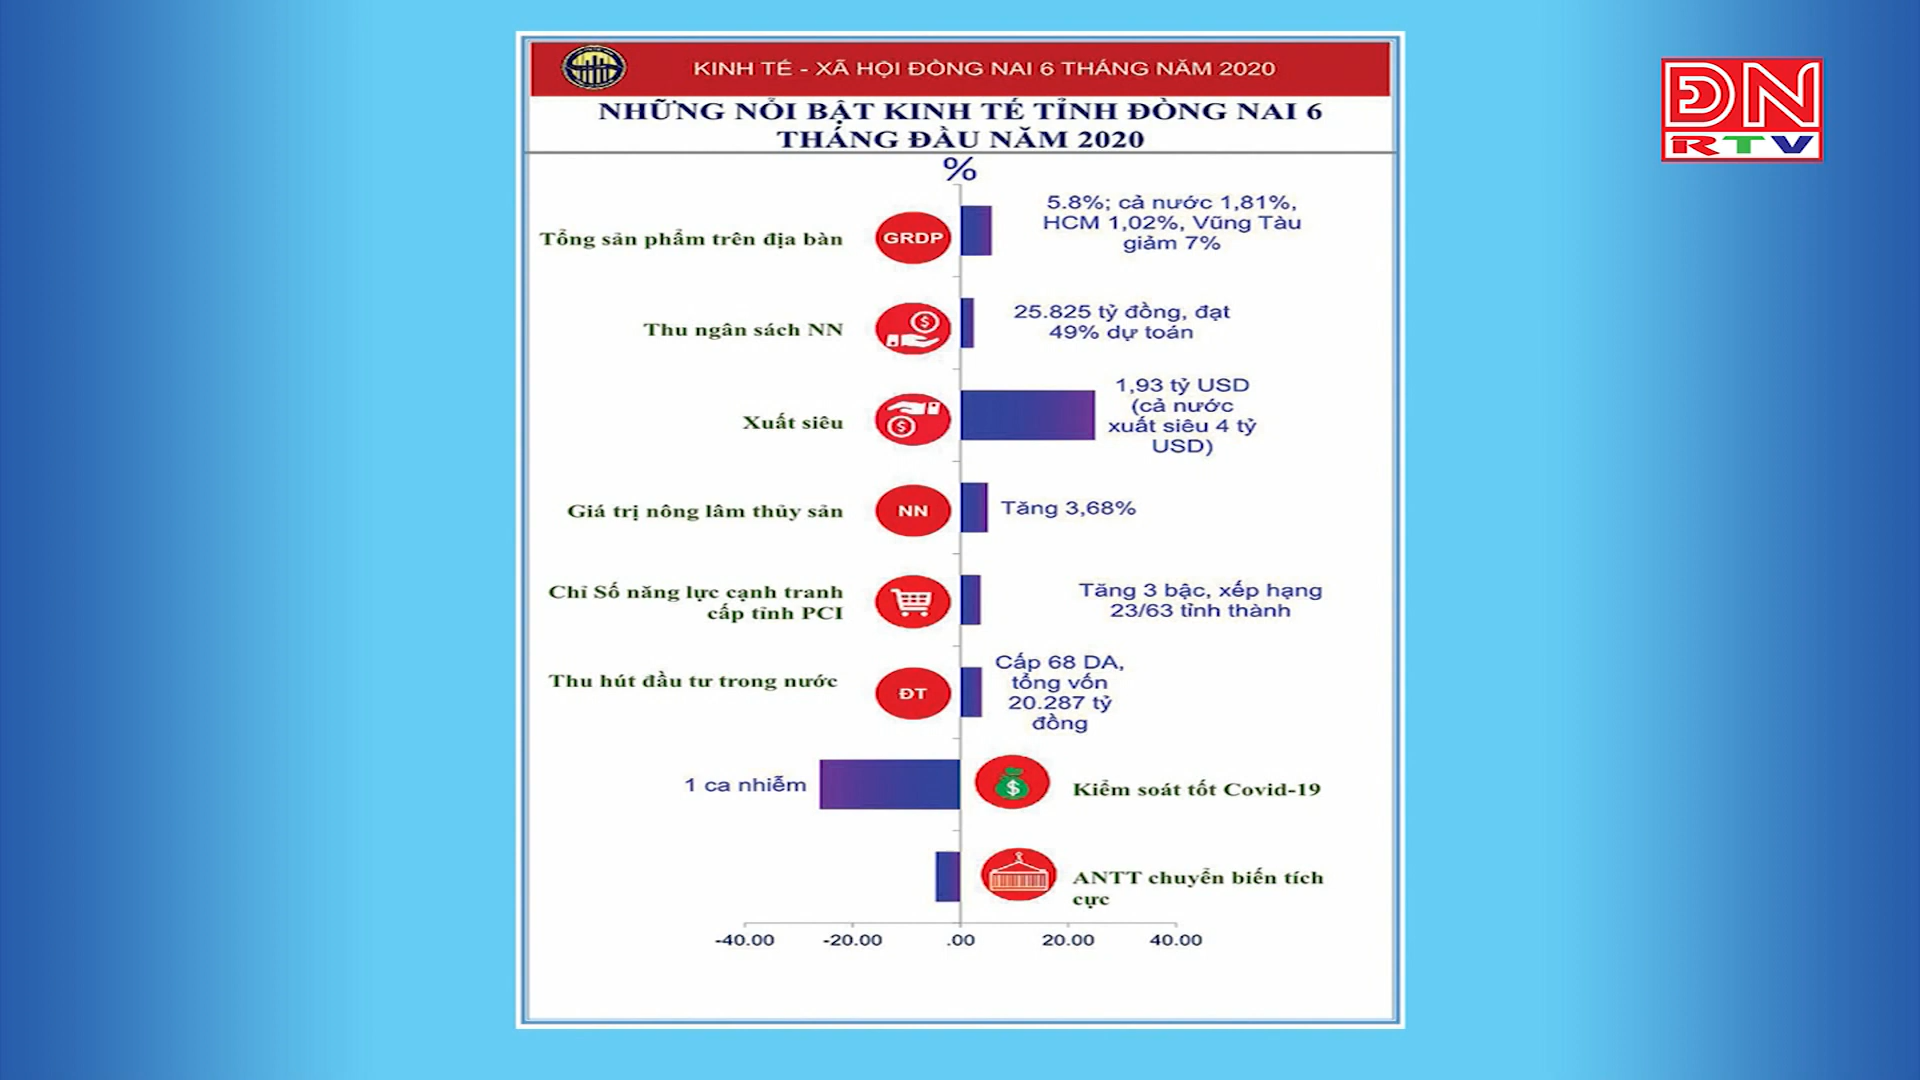 KINH TẾ - XÃ HỘI ĐỒNG NAI 6 THÁNG NĂM 2020
NHỮNG NỔI BẬT KINH TẾ TỈNH ĐỒNG NAI 6
THÁNG ĐẦU NĂM 2020
%
Tổng sản phẩm trên địa bàn
GRDP
5.8%; cả nước 1,81%,
HCM 1,02%, Vũng Tàu
giảm 7%
Thu ngân sách NN
25.825 tỷ đồng, đạt
49% dự toán
Xuất siêu
1,93 tỷ USD
(cả nước
xuất siêu 4 tỷ
USD)
Giá trị nông lâm thủy sản
NN
Tăng 3,68%
Chỉ Số năng lực cạnh tranh
cấp tỉnh PCI
Tăng 3 bậc, xếp hạng
23/63 tỉnh thành
Thu hút đầu tư trong nước
ĐT
Cấp 68 DA,
tổng vốn
20.287 tỷ
đồng
1 ca nhiễm
Kiểm soát tốt Covid-19
ANTT chuyển biến tích
cực
-40.00 -20.00 .00 20.00 40.00
ĐN
RTV